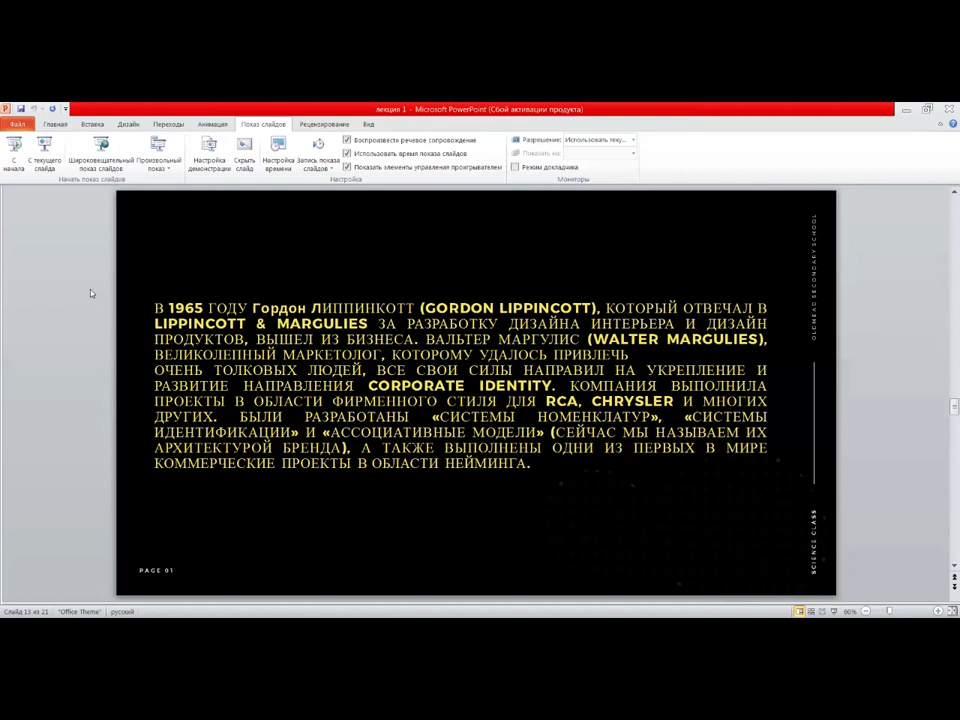 лекция 1 - Microsoft PowerPoint (Сбой активации продукта)
Файл Главная Вставка Дизайн Переходы Анимация Показ слайдов Рецензирование Вид
С начала
С текущего слайда
Широковещательный показ слайдов
Произвольный показ
Начать показ слайдов
Настройка демонстрации
Скрыть слайд
Настройка времени
Запись показа слайдов
Воспроизвести речевое сопровождение
Использовать время показа слайдов
Показать элементы управления проигрывателем
Настройка
Разрешение: Использовать теку...
Показать на:
Режим докладчика
Мониторы
В 1965 ГОДУ Гордон ЛИППИНКОТТ (GORDON LIPPINCOTT), КОТОРЫЙ ОТВЕЧАЛ В
LIPPINCOTT & MARGULIES ЗА РАЗРАБОТКУ ДИЗАЙНА ИНТЕРЬЕРА И ДИЗАЙН
ПРОДУКТОВ, ВЫШЕЛ ИЗ БИЗНЕСА. ВАЛЬТЕР МАРГУЛИС (WALTER MARGULIES),
ВЕЛИКОЛЕПНЫЙ МАРКЕТОЛОГ, КОТОРОМУ УДАЛОСЬ ПРИВЛЕЧЬ
ОЧЕНЬ ТОЛКОВЫХ ЛЮДЕЙ, ВСЕ СВОИ СИЛЫ НАПРАВИЛ НА УКРЕПЛЕНИЕ И
РАЗВИТИЕ НАПРАВЛЕНИЯ CORPORATE IDENTITY. КОМПАНИЯ ВЫПОЛНИЛА
ПРОЕКТЫ В ОБЛАСТИ ФИРМЕННОГО СТИЛЯ ДЛЯ RCA, CHRYSLER И МНОГИХ
ДРУГИХ. БЫЛИ РАЗРАБОТАНЫ «СИСТЕМЫ НОМЕНКЛАТУР», «СИСТЕМЫ
ИДЕНТИФИКАЦИИ» И «АССОЦИАТИВНЫЕ МОДЕЛИ» (СЕЙЧАС МЫ НАЗЫВАЕМ ИХ
АРХИТЕКТУРОЙ БРЕНДА), А ТАКЖЕ ВЫПОЛНЕНЫ ОДНИ ИЗ ПЕРВЫХ В МИРЕ
КОММЕРЧЕСКИЕ ПРОЕКТЫ В ОБЛАСТИ НЕЙМИНГА.
OLDMEAD SECONDARY SCHOOL
SCIENCE CLASS
PAGE 01
Слайд 13 из 21 "Office Theme" русский 60%